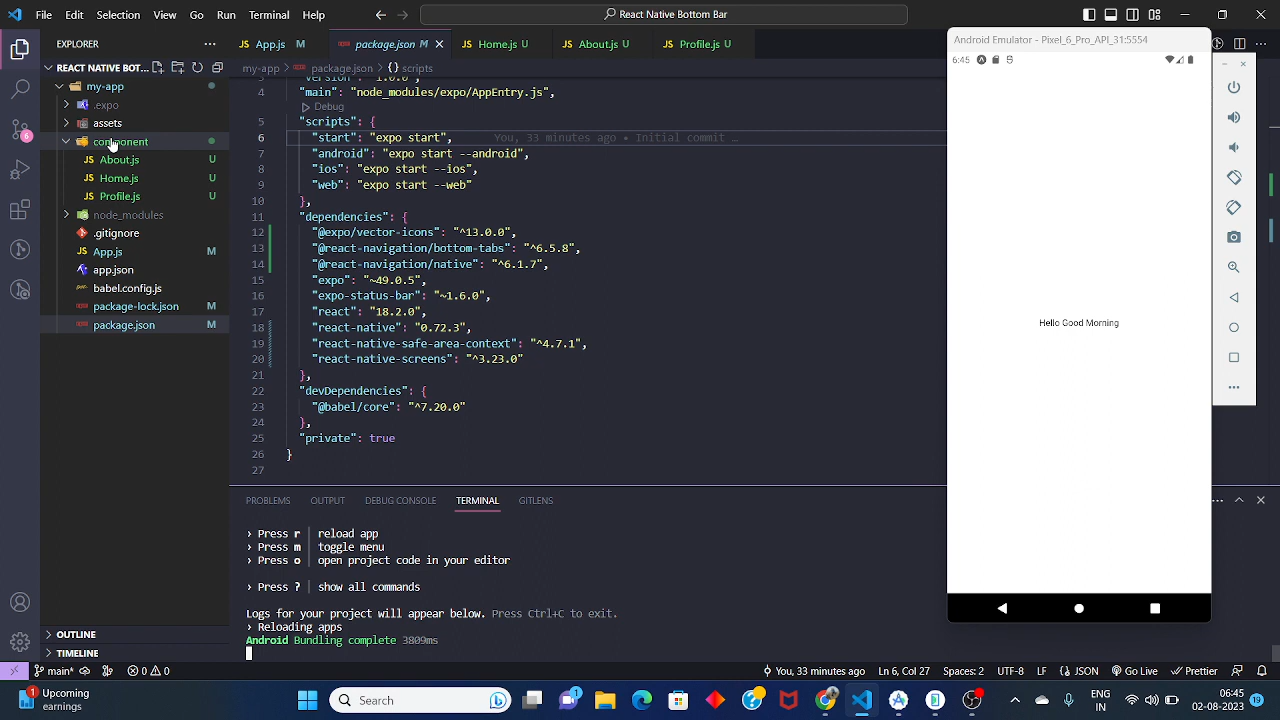 File Edit Selection View Go Run Terminal Help React Native Bottom Bar
EXPLORER
REACT NATIVE BOT...
my-app
.expo
assets
component
JS About.js U
JS Home.js U
JS Profile.js U
node_modules
.gitignore
JS App.js M
app.json
babel.config.js
package-lock.json M
package.json M
OUTLINE
TIMELINE
JS App.js M package.json M JS Home.js U JS About.js U JS Profile.js U
my-app > package.json > {} scripts
4 "main": "node_modules/expo/AppEntry.js",
Debug
5 "scripts": {
6 "start": "expo start", You, 33 minutes ago • Initial commit …
7 "android": "expo start --android",
8 "ios": "expo start --ios",
9 "web": "expo start --web"
10 },
11 "dependencies": {
12 "@expo/vector-icons": "^13.0.0",
13 "@react-navigation/bottom-tabs": "^6.5.8",
14 "@react-navigation/native": "^6.1.7",
15 "expo": "~49.0.5",
16 "expo-status-bar": "~1.6.0",
17 "react": "18.2.0",
18 "react-native": "0.72.3",
19 "react-native-safe-area-context": "^4.7.1",
20 "react-native-screens": "^3.23.0"
21 },
22 "devDependencies": {
23 "@babel/core": "^7.20.0"
24 },
25 "private": true
26 }
27
PROBLEMS OUTPUT DEBUG CONSOLE TERMINAL GITLENS
› Press r │ reload app
› Press m │ toggle menu
› Press o │ open project code in your editor
› Press ? │ show all commands
Logs for your project will appear below. Press Ctrl+C to exit.
› Reloading apps
Android Bundling complete 3809ms
Android Emulator - Pixel_6_Pro_API_31:5554
6:45
Hello Good Morning
main* 0 0 You, 33 minutes ago Ln 6, Col 27 Spaces: 2 UTF-8 LF {} JSON Go Live Prettier
1 Upcoming
earnings
Search
1
ENG
IN
06:45
02-08-2023
19